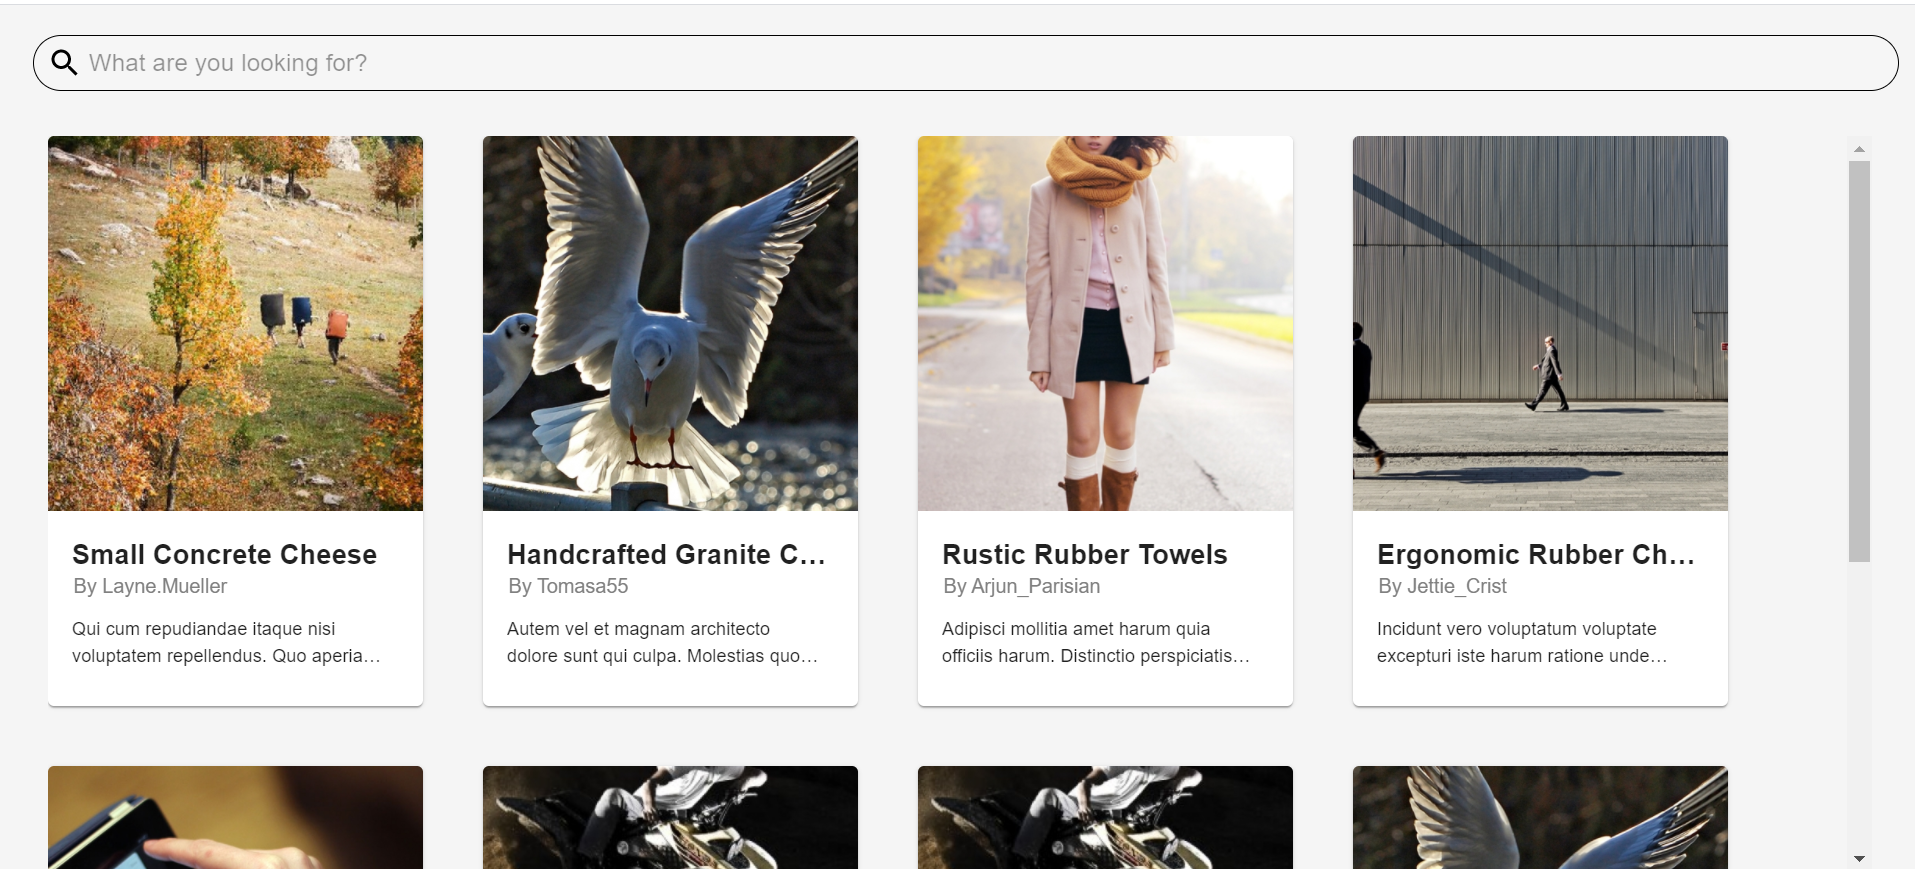 What are you looking for?
Small Concrete Cheese
By Layne.Mueller
Qui cum repudiandae itaque nisi
voluptatem repellendus. Quo aperia…
Handcrafted Granite C…
By Tomasa55
Autem vel et magnam architecto
dolore sunt qui culpa. Molestias quo…
Rustic Rubber Towels
By Arjun_Parisian
Adipisci mollitia amet harum quia
officiis harum. Distinctio perspiciatis…
Ergonomic Rubber Ch…
By Jettie_Crist
Incidunt vero voluptatum voluptate
excepturi iste harum ratione unde…